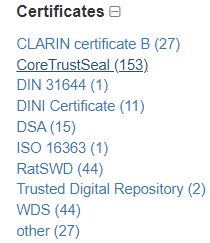 Certificates
CLARIN certificate B (27)
CoreTrustSeal (153)
DIN 31644 (1)
DINI Certificate (11)
DSA (15)
ISO 16363 (1)
RatSWD (44)
Trusted Digital Repository (2)
WDS (44)
other (27)